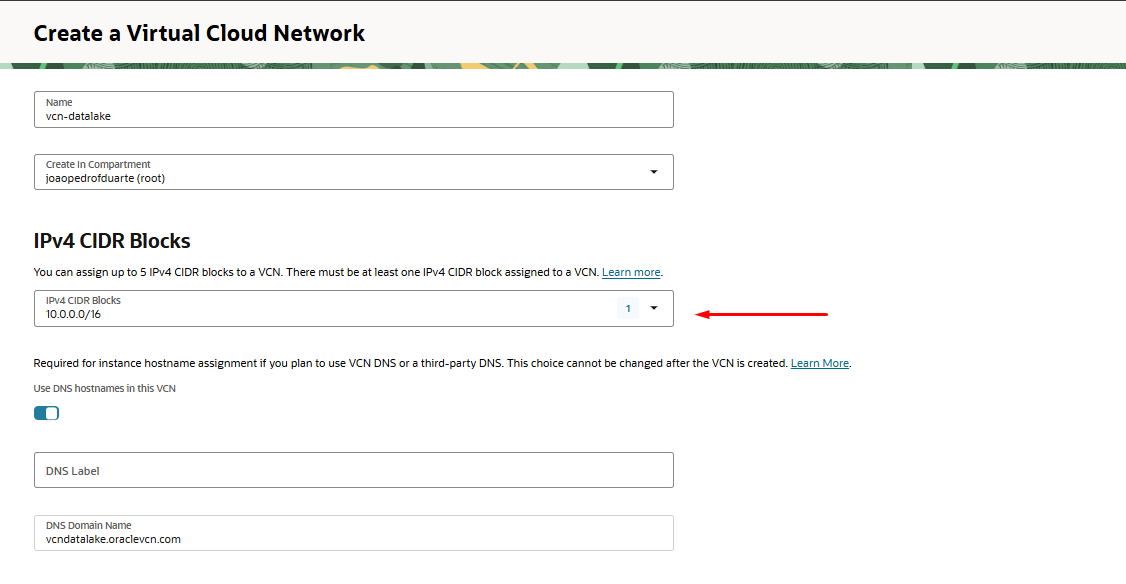 Create a Virtual Cloud Network
Name
vcn-datalake
Create In Compartment
joaopedrofduarte (root)
IPv4 CIDR Blocks
You can assign up to 5 IPv4 CIDR blocks to a VCN. There must be at least one IPv4 CIDR block assigned to a VCN. Learn more.
IPv4 CIDR Blocks
10.0.0.0/16
1
Required for instance hostname assignment if you plan to use VCN DNS or a third-party DNS. This choice cannot be changed after the VCN is created. Learn More.
Use DNS hostnames in this VCN
DNS Label
DNS Domain Name
vcndatalake.oraclevcn.com